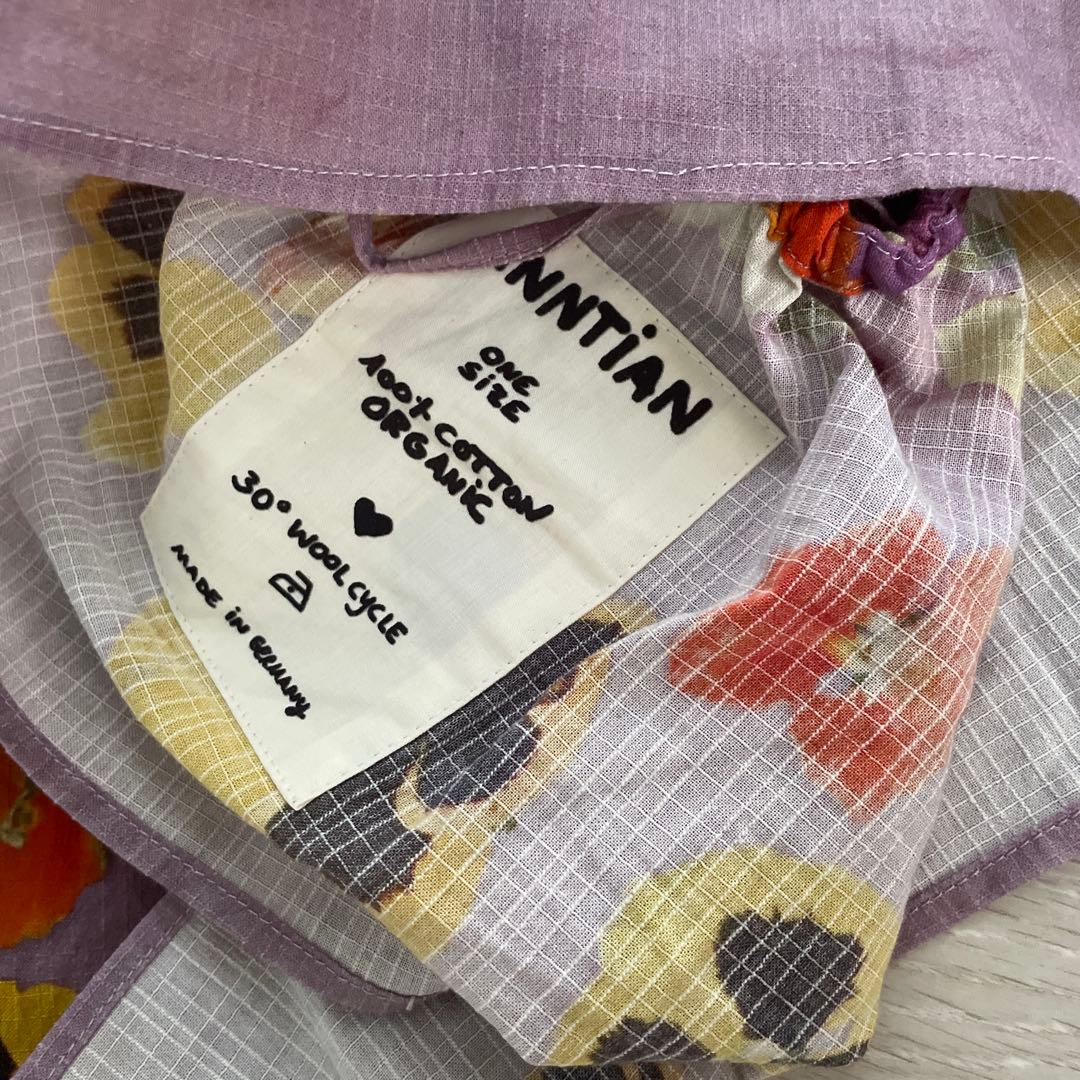 NNTiAN
ONE
SiZE
100% COTTON
ORGANiC
30° WOOL CYCLE
MADE iN GERMANY